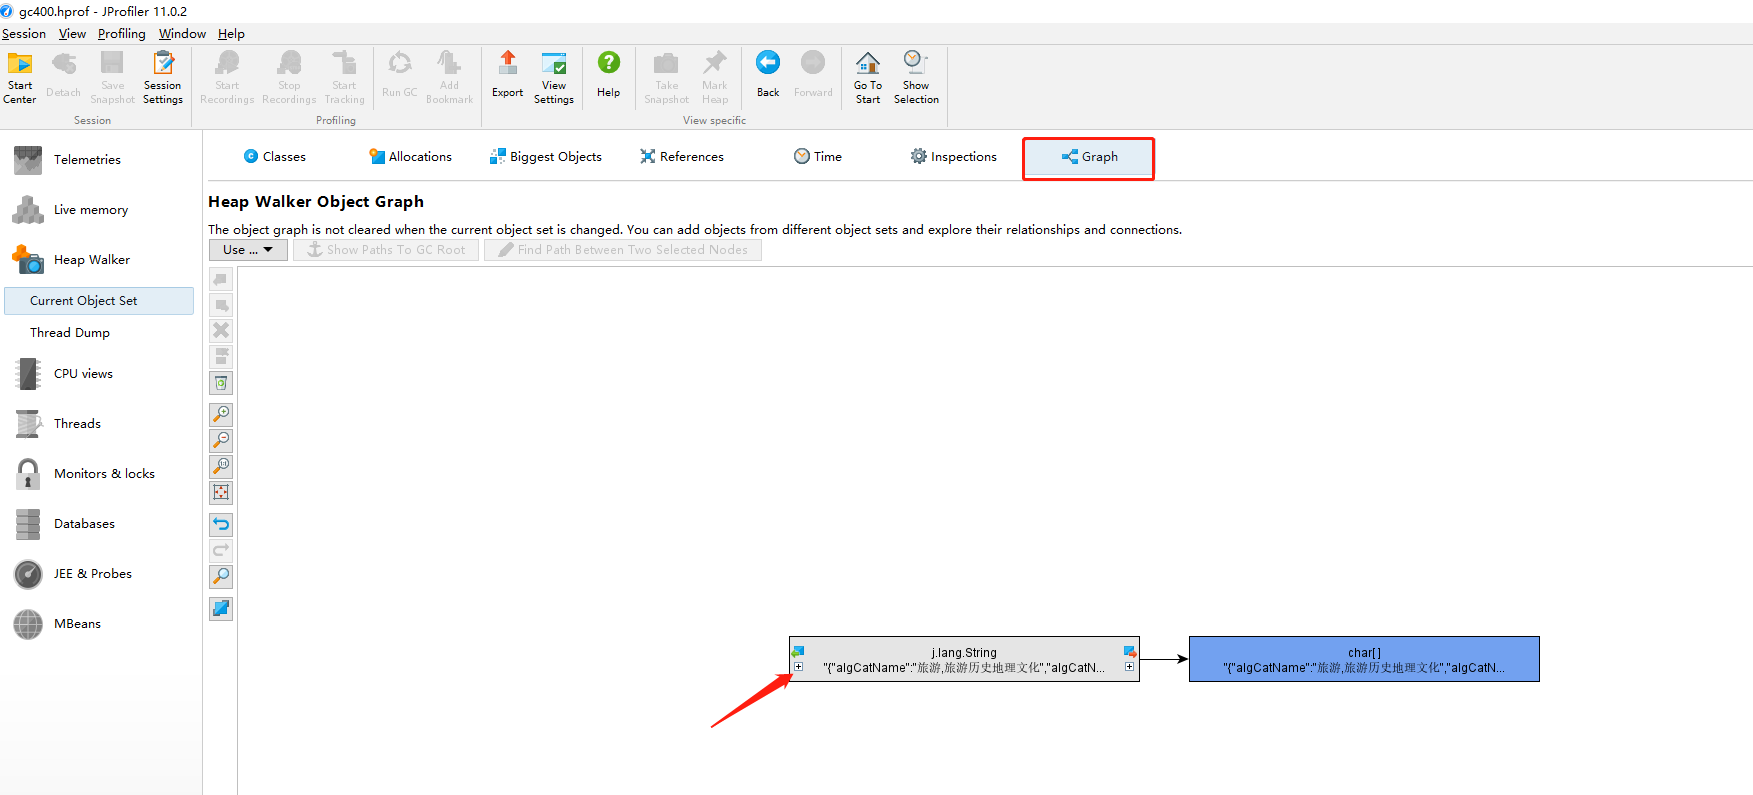 gc400.hprof - JProfiler 11.0.2
Session View Profiling Window Help
Start Center
Detach
Save Snapshot
Session Settings
Start Recordings
Stop Recordings
Start Tracking
Run GC
Add Bookmark
Export
View Settings
Help
Take Snapshot
Mark Heap
Back
Forward
Go To Start
Show Selection
Session
Profiling
View specific
Telemetries
Live memory
Heap Walker
Current Object Set
Thread Dump
CPU views
Threads
Monitors & locks
Databases
JEE & Probes
MBeans
Classes
Allocations
Biggest Objects
References
Time
Inspections
Graph
Heap Walker Object Graph
The object graph is not cleared when the current object set is changed. You can add objects from different object sets and explore their relationships and connections.
Use ...
Show Paths To GC Root
Find Path Between Two Selected Nodes
j.lang.String
"{"algCatName":"旅游,旅游历史地理文化","algCatN...
char[]
"{"algCatName":"旅游,旅游历史地理文化","algCatN...